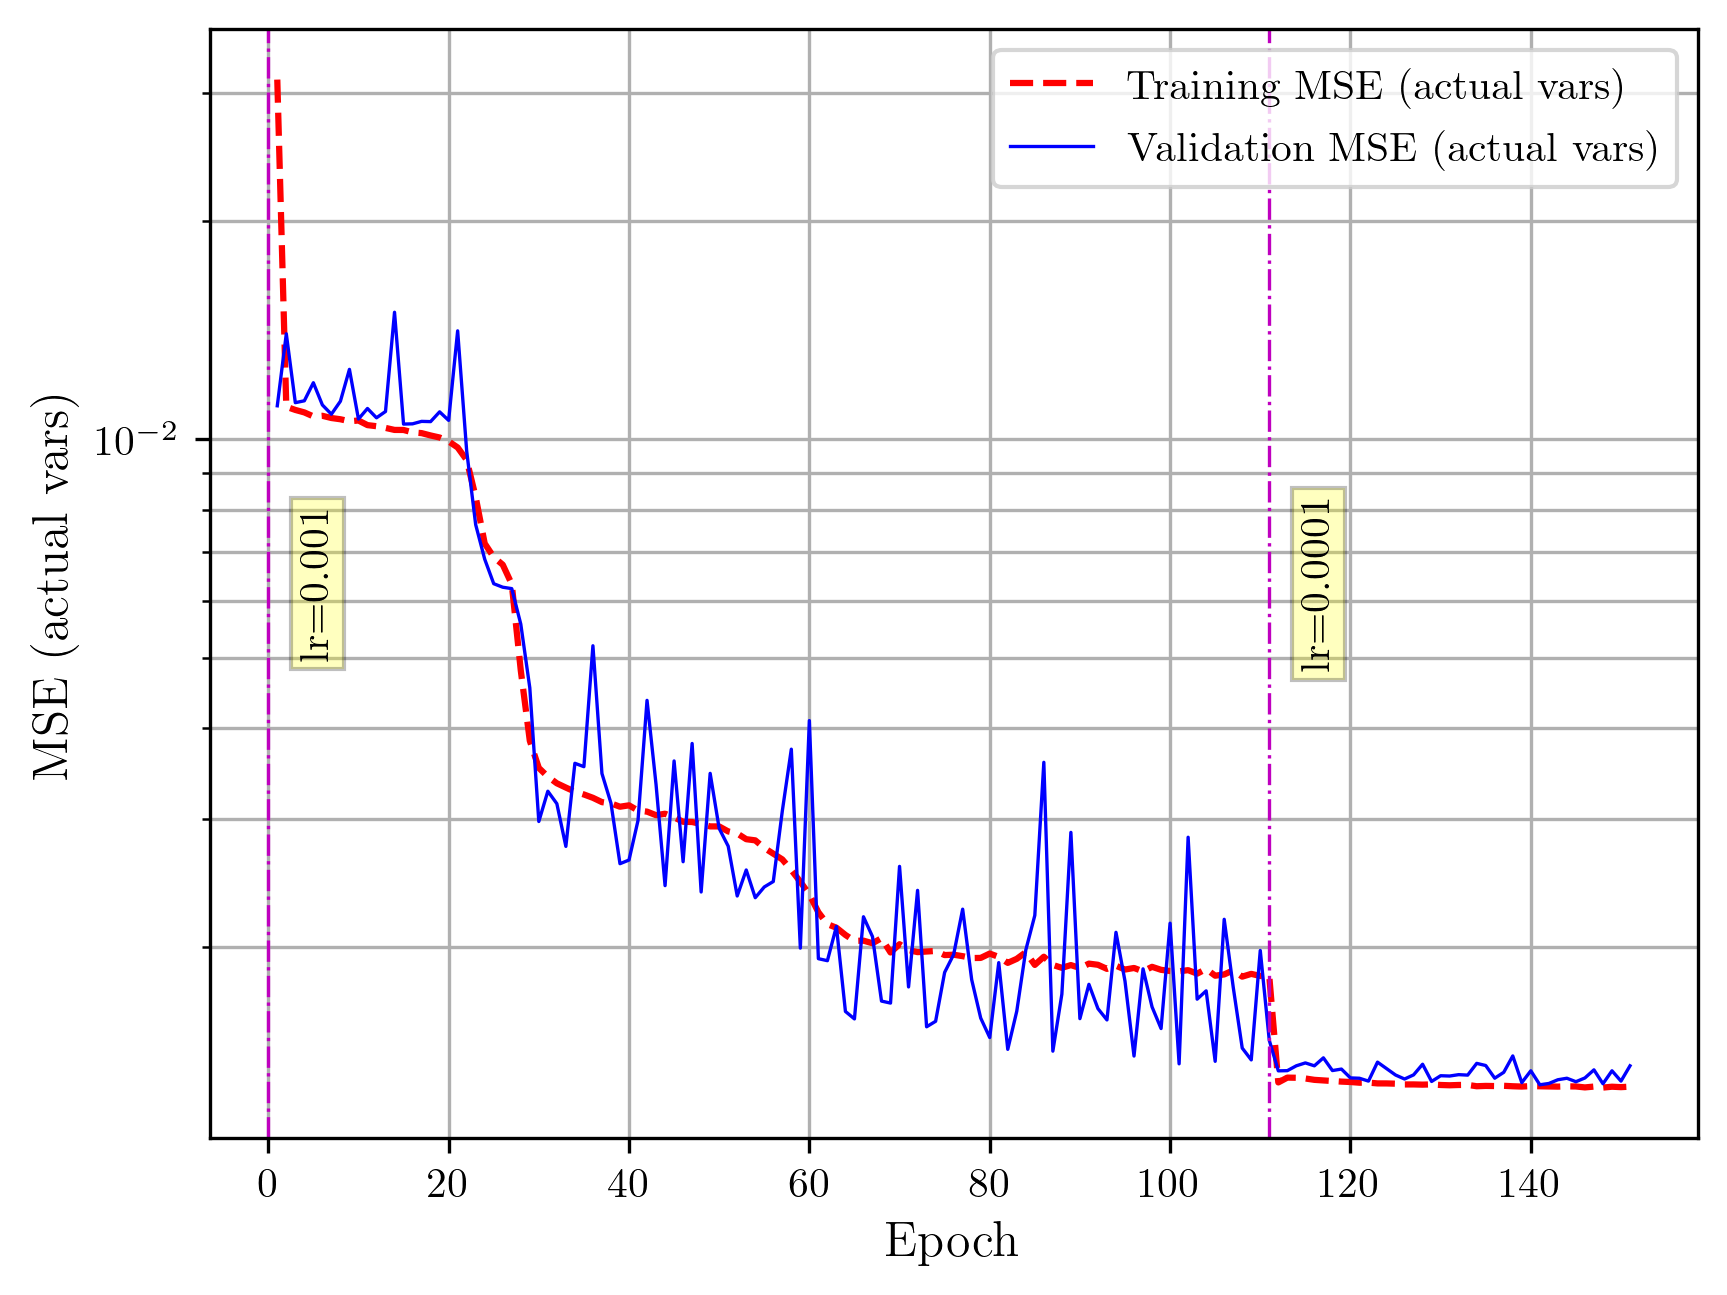 Training MSE (actual vars)
Validation MSE (actual vars)
MSE (actual vars)
10⁻²
lr=0.001
lr=0.0001
0 20 40 60 80 100 120 140
Epoch